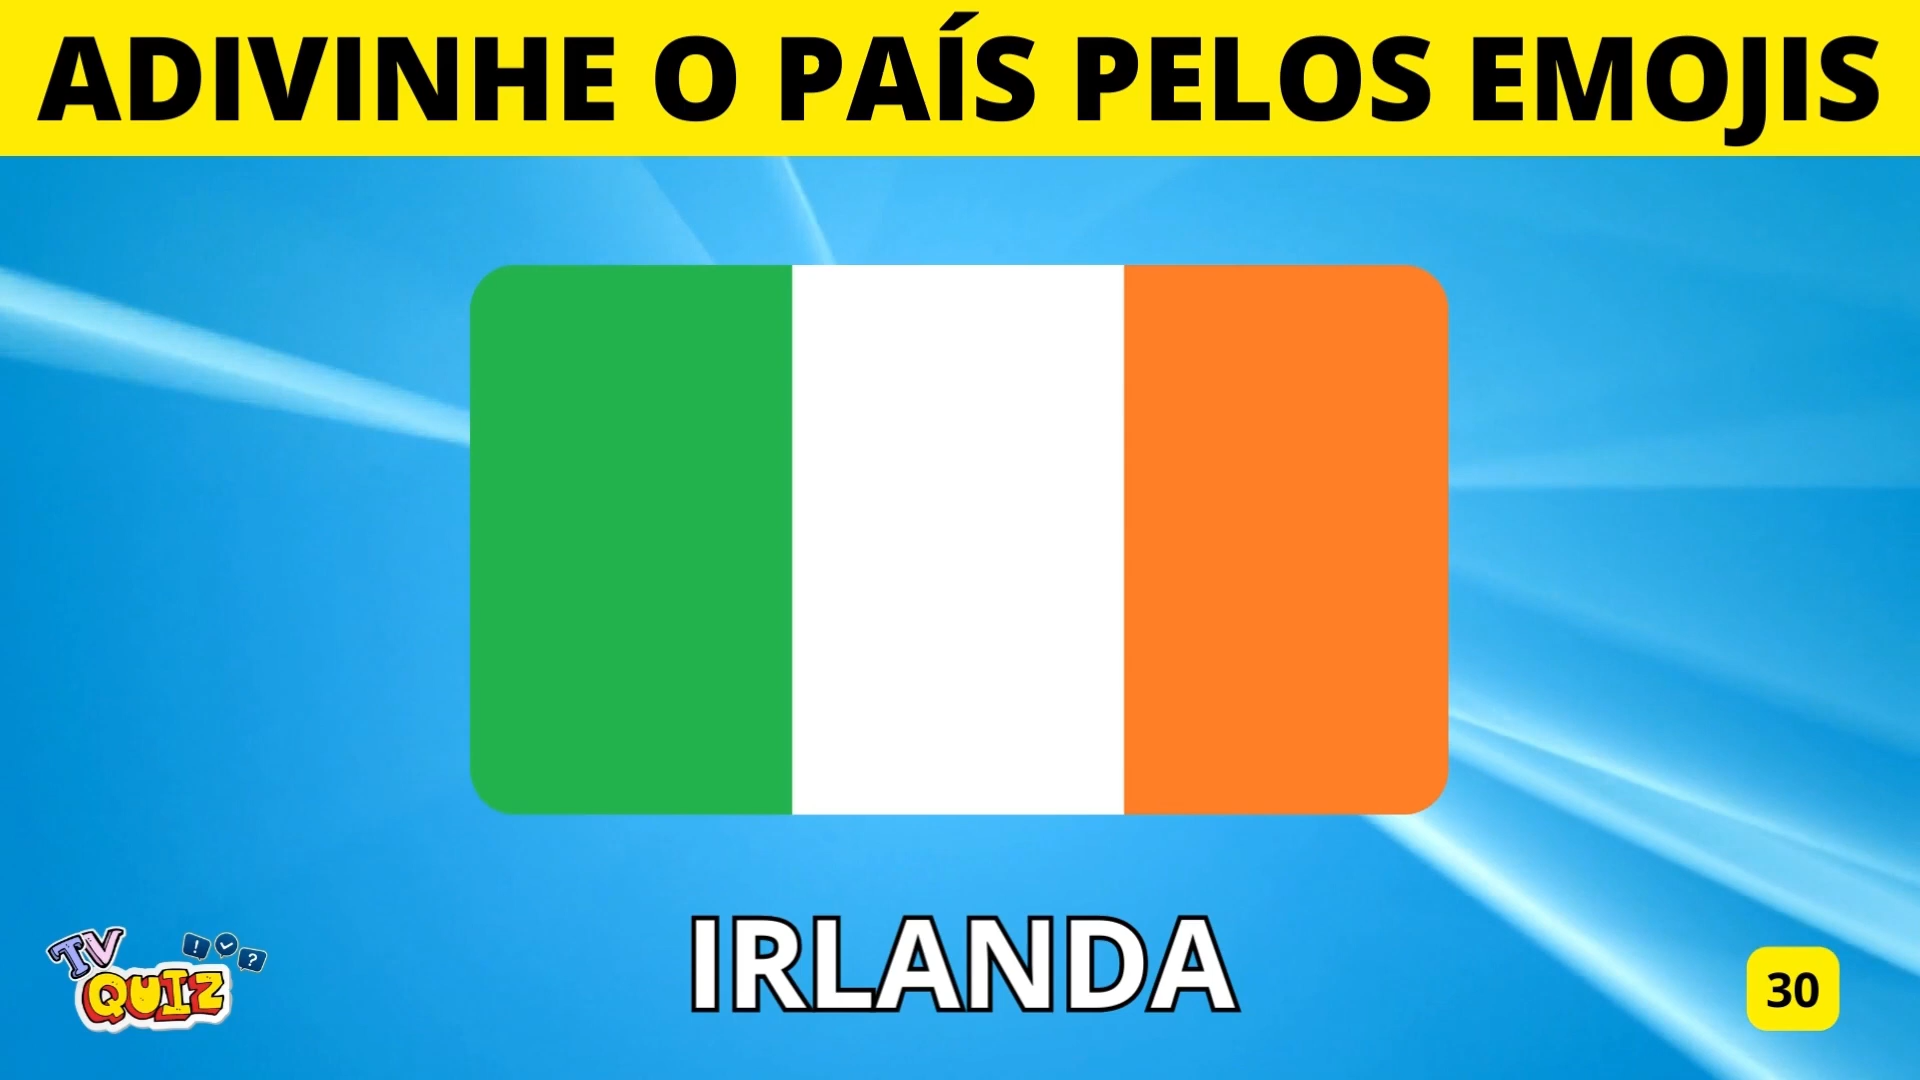 ADIVINHE O PAÍS PELOS EMOJIS
IRLANDA
TV
QUIZ
! ?
30